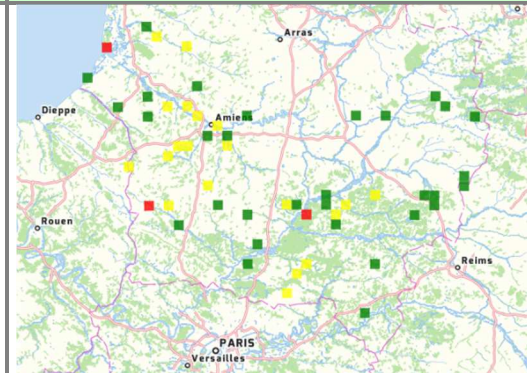 Arras
Dieppe
Amiens
Rouen
Reims
PARIS
Versailles